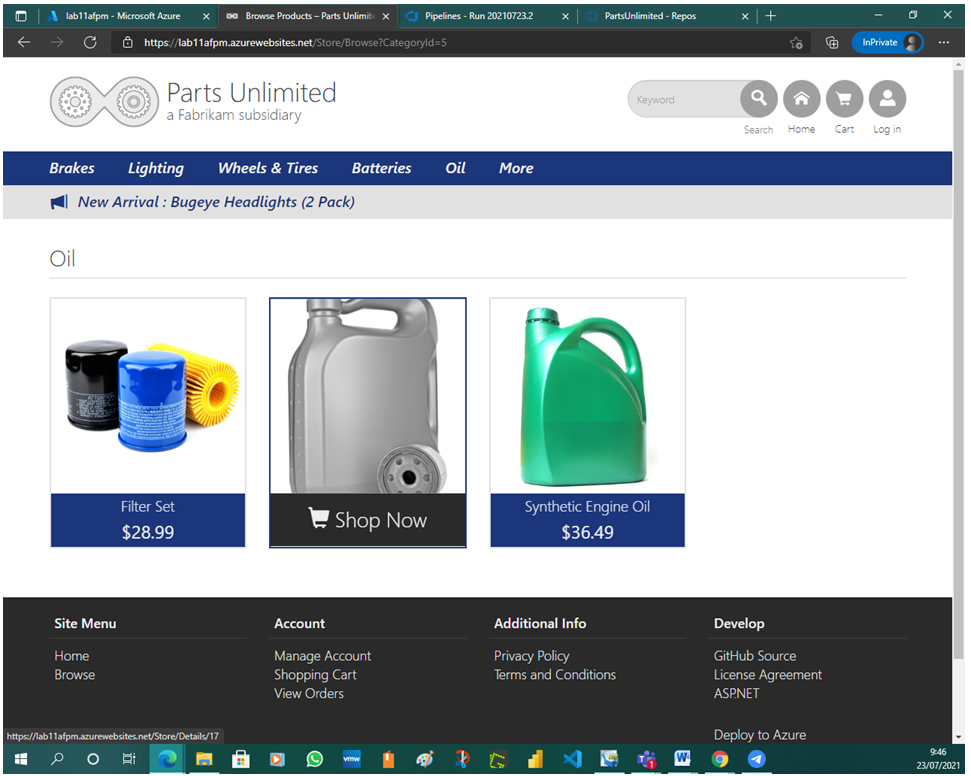 lab11afpm - Microsoft Azure
Browse Products – Parts Unlimite
Pipelines - Run 20210723.2
PartsUnlimited - Repos
https://lab11afpm.azurewebsites.net/Store/Browse?CategoryId=5
InPrivate
Parts Unlimited
a Fabrikam subsidiary
Keyword
Search
Home
Cart
Log in
Brakes
Lighting
Wheels & Tires
Batteries
Oil
More
New Arrival : Bugeye Headlights (2 Pack)
Oil
Filter Set
$28.99
Shop Now
Synthetic Engine Oil
$36.49
Site Menu
Home
Browse
Account
Manage Account
Shopping Cart
View Orders
Additional Info
Privacy Policy
Terms and Conditions
Develop
GitHub Source
License Agreement
ASP.NET
Deploy to Azure
https://lab11afpm.azurewebsites.net/Store/Details/17
vmw
9:46
23/07/2021